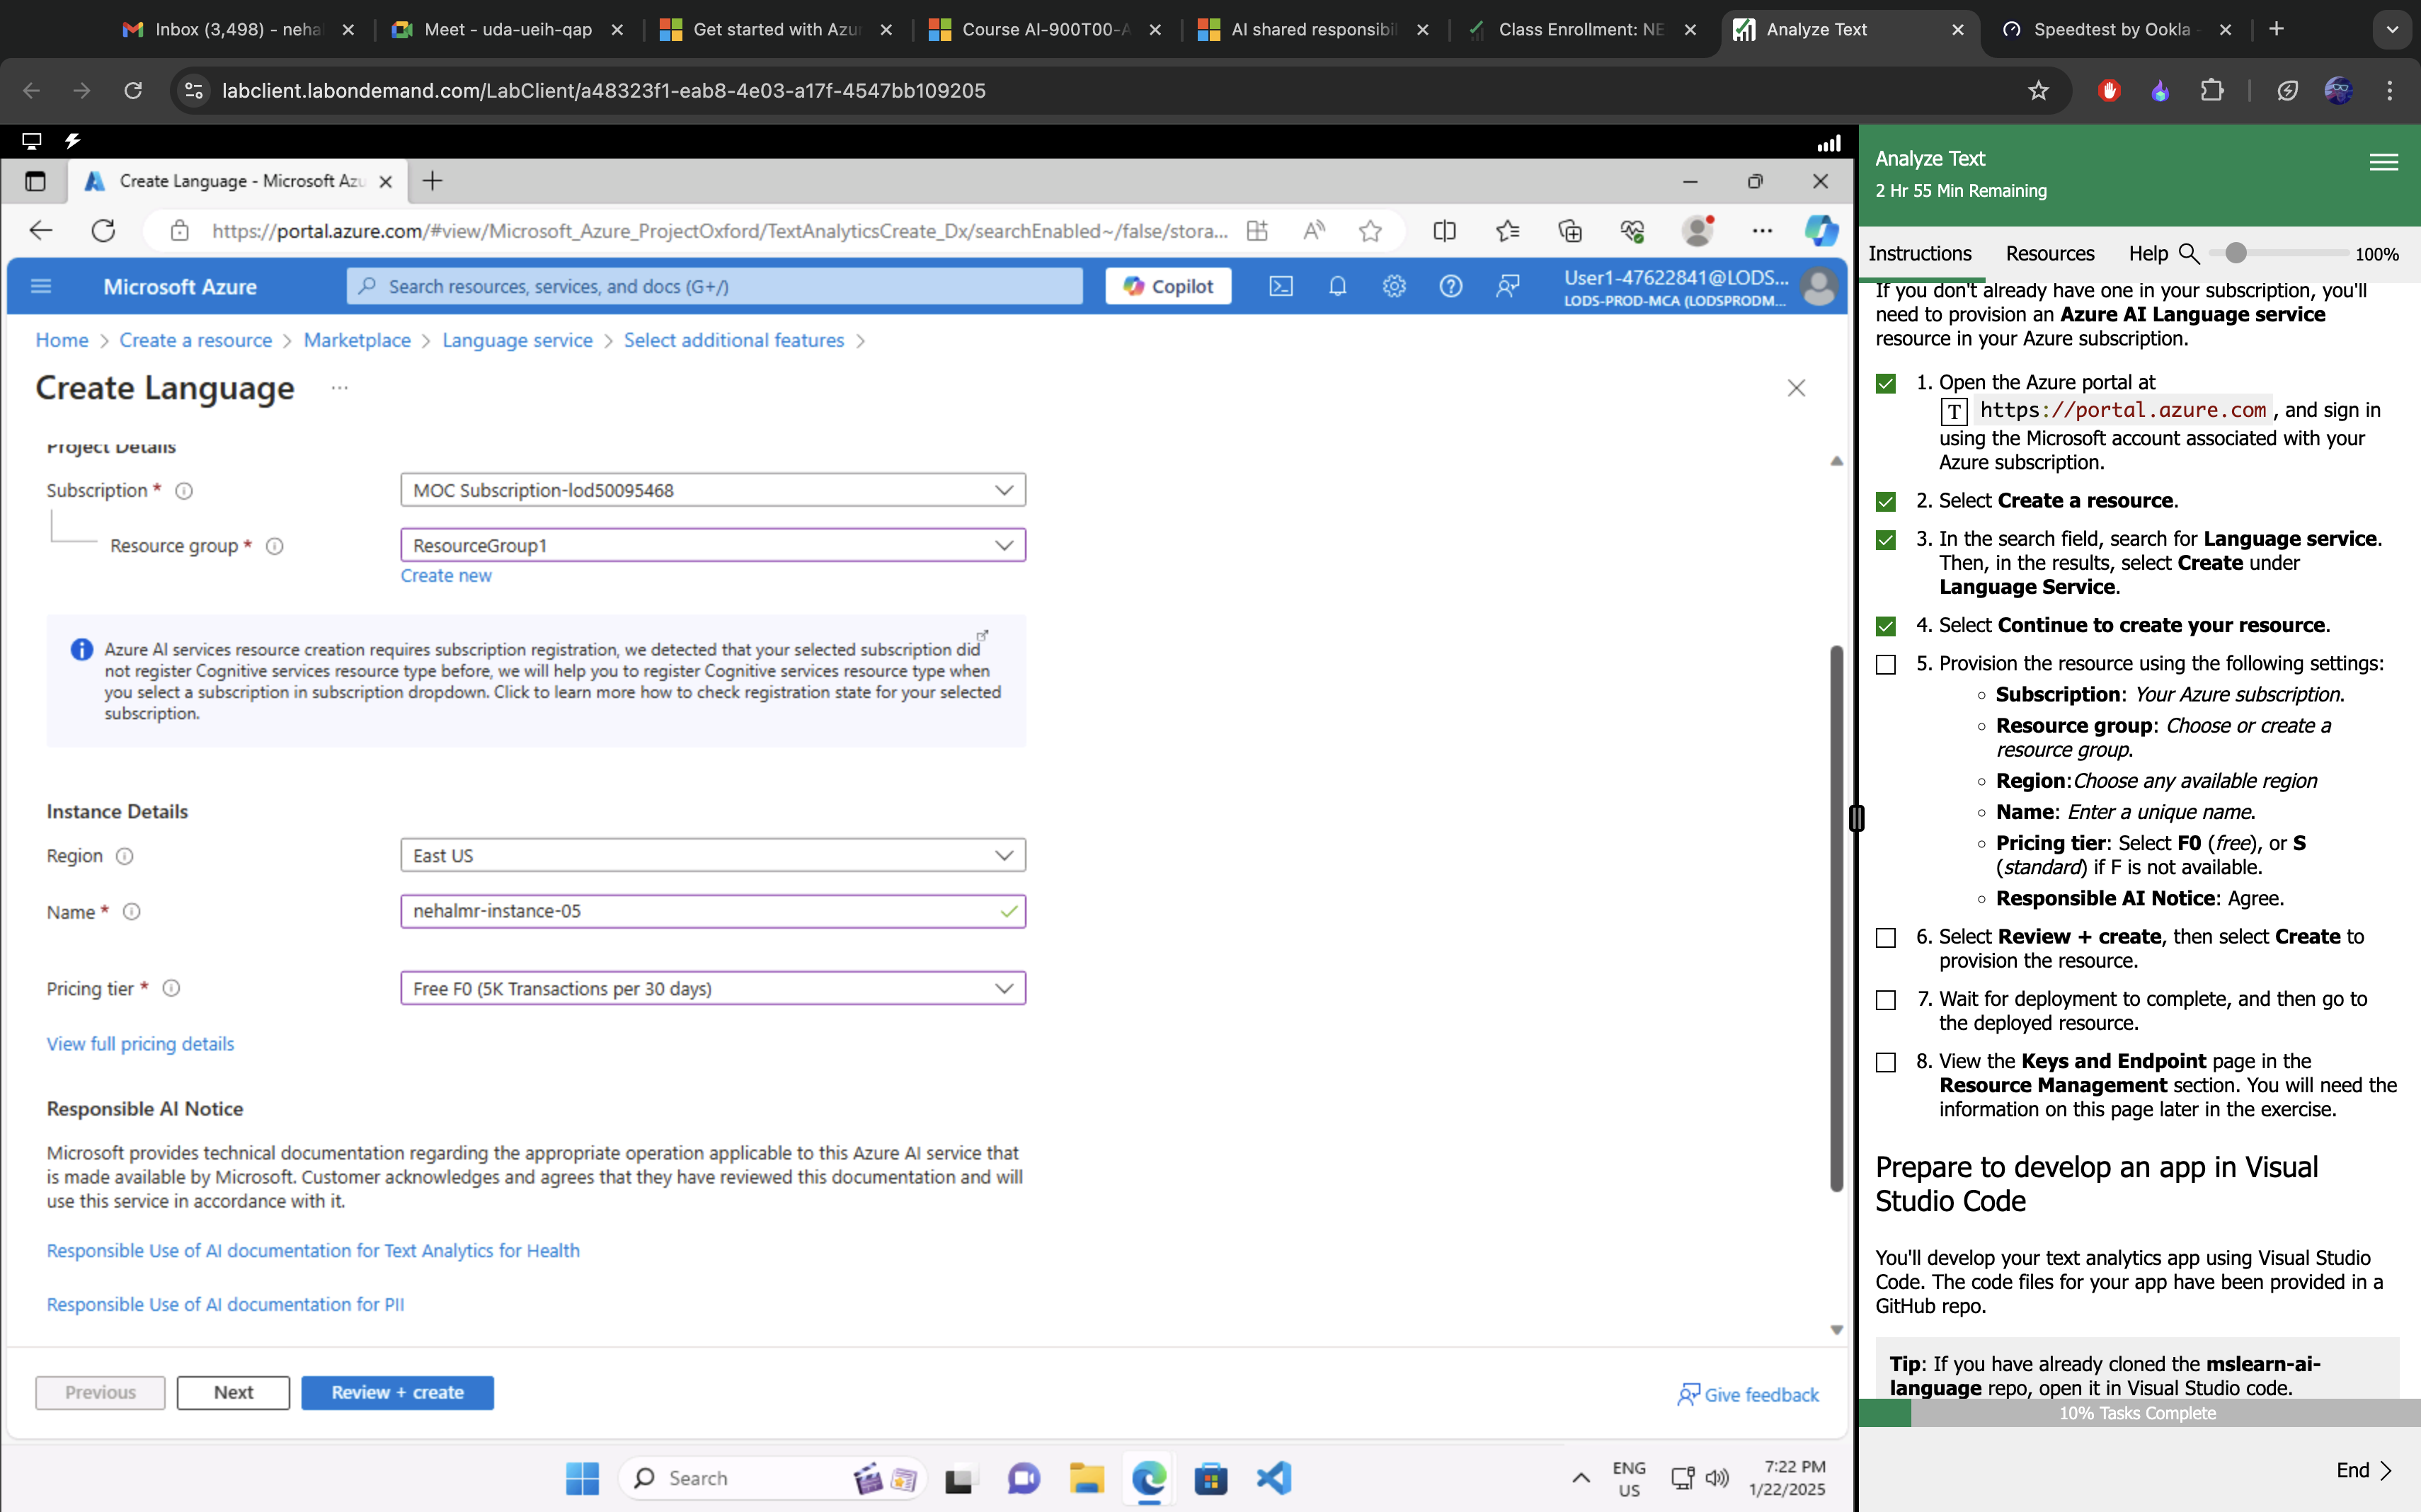 Inbox (3,498) - neha
Meet - uda-ueih-qap
Get started with Azur
Course AI-900T00-A
AI shared responsibil
Class Enrollment: NE
Analyze Text
Speedtest by Ookla -
labclient.labondemand.com/LabClient/a48323f1-eab8-4e03-a17f-4547bb109205
Create Language - Microsoft Azu
https://portal.azure.com/#view/Microsoft_Azure_ProjectOxford/TextAnalyticsCreate_Dx/searchEnabled~/false/stora...
Microsoft Azure
Search resources, services, and docs (G+/)
Copilot
User1-47622841@LODS...
LODS-PROD-MCA (LODSPRODM...
Home > Create a resource > Marketplace > Language service > Select additional features >
Create Language
...
Project Details
Subscription *
MOC Subscription-lod50095468
Resource group *
ResourceGroup1
Create new
Azure AI services resource creation requires subscription registration, we detected that your selected subscription did
not register Cognitive services resource type before, we will help you to register Cognitive services resource type when
you select a subscription in subscription dropdown. Click to learn more how to check registration state for your selected
subscription.
Instance Details
Region
East US
Name *
nehalmr-instance-05
Pricing tier *
Free F0 (5K Transactions per 30 days)
View full pricing details
Responsible AI Notice
Microsoft provides technical documentation regarding the appropriate operation applicable to this Azure AI service that
is made available by Microsoft. Customer acknowledges and agrees that they have reviewed this documentation and will
use this service in accordance with it.
Responsible Use of AI documentation for Text Analytics for Health
Responsible Use of AI documentation for PII
Previous
Next
Review + create
Give feedback
Search
ENG
US
7:22 PM
1/22/2025
Analyze Text
2 Hr 55 Min Remaining
Instructions
Resources
Help
100%
If you don't already have one in your subscription, you'll
need to provision an Azure AI Language service
resource in your Azure subscription.
1. Open the Azure portal at
T https://portal.azure.com, and sign in
using the Microsoft account associated with your
Azure subscription.
2. Select Create a resource.
3. In the search field, search for Language service.
Then, in the results, select Create under
Language Service.
4. Select Continue to create your resource.
5. Provision the resource using the following settings:
Subscription: Your Azure subscription.
Resource group: Choose or create a
resource group.
Region:Choose any available region
Name: Enter a unique name.
Pricing tier: Select F0 (free), or S
(standard) if F is not available.
Responsible AI Notice: Agree.
6. Select Review + create, then select Create to
provision the resource.
7. Wait for deployment to complete, and then go to
the deployed resource.
8. View the Keys and Endpoint page in the
Resource Management section. You will need the
information on this page later in the exercise.
Prepare to develop an app in Visual
Studio Code
You'll develop your text analytics app using Visual Studio
Code. The code files for your app have been provided in a
GitHub repo.
Tip: If you have already cloned the mslearn-ai-
language repo, open it in Visual Studio code.
10% Tasks Complete
End